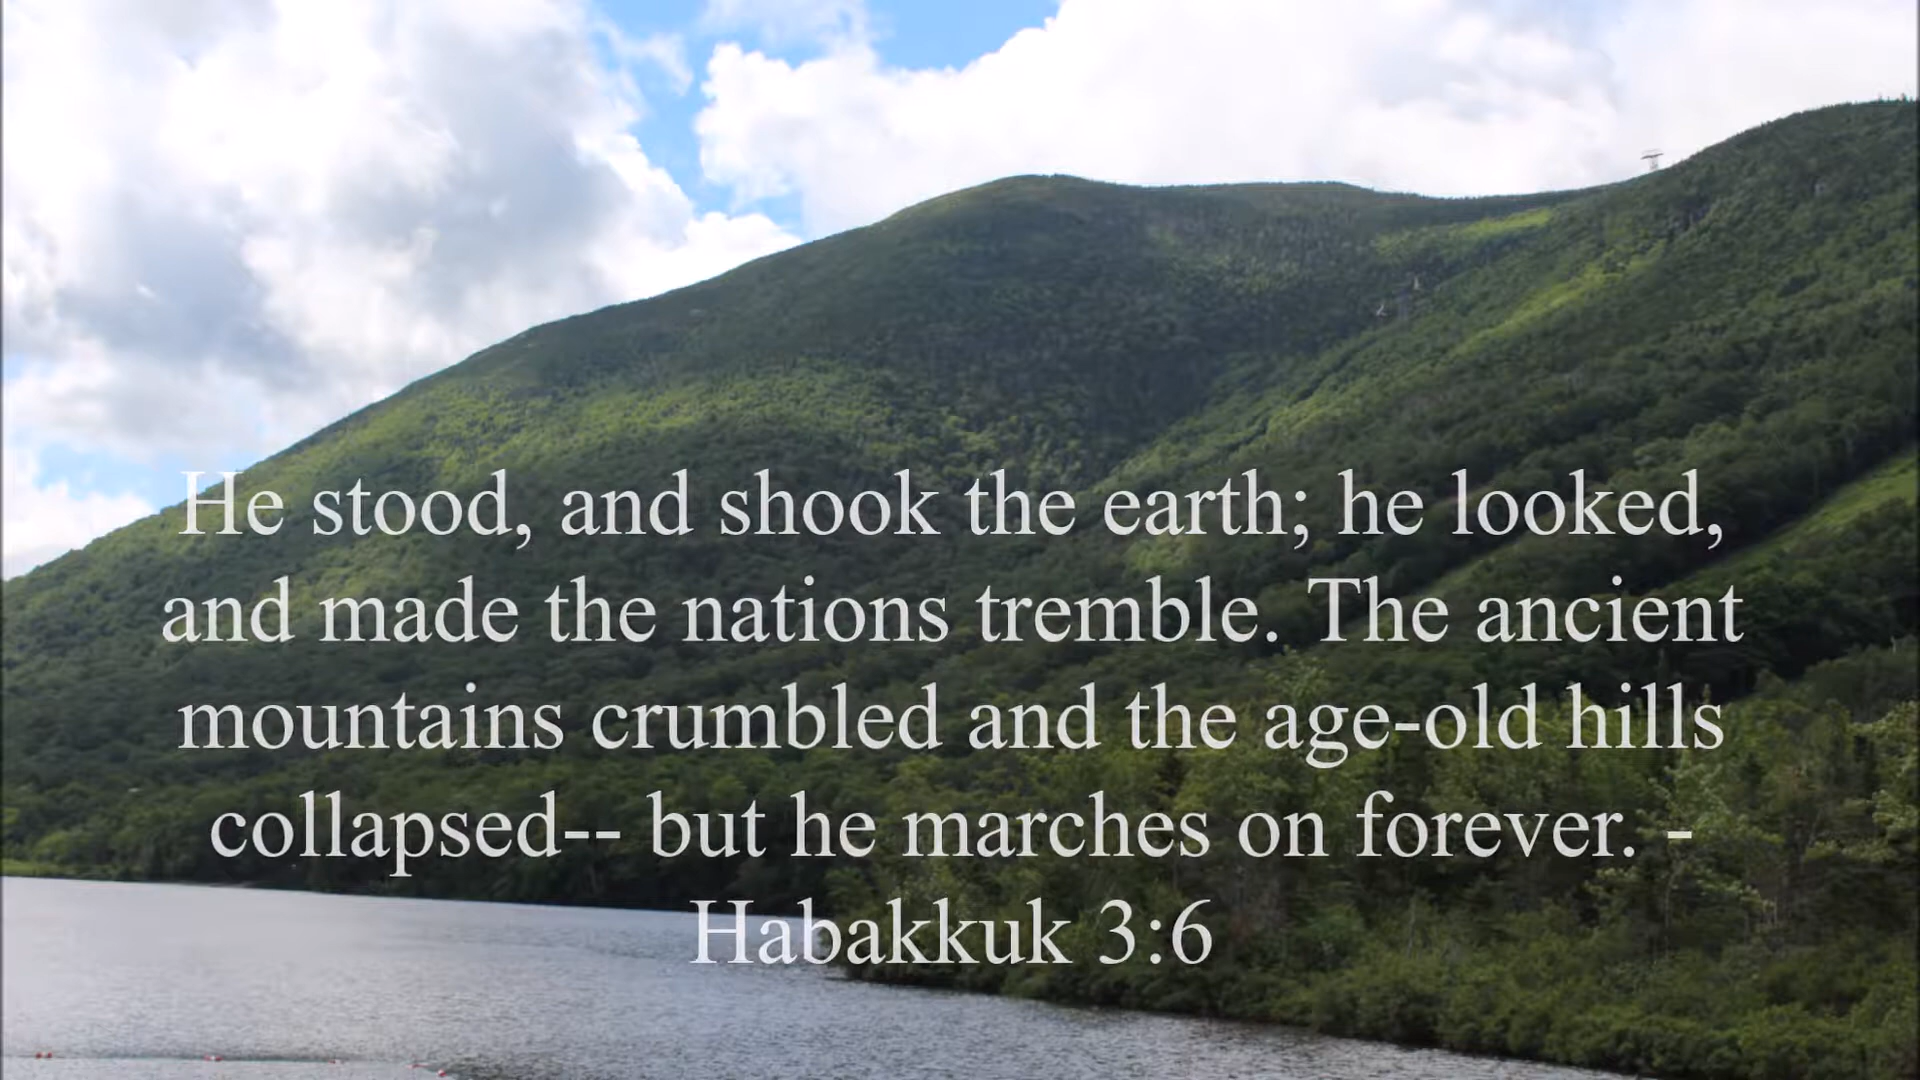 He stood, and shook the earth; he looked,
and made the nations tremble. The ancient
mountains crumbled and the age-old hills
collapsed-- but he marches on forever. -
Habakkuk 3:6